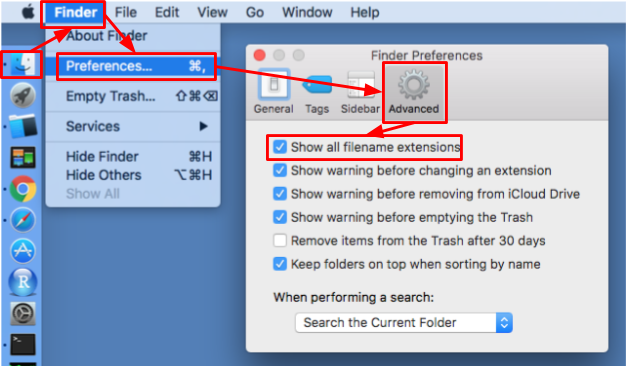 Finder File Edit View Go Window Help
About Finder
Preferences... ⌘,
Empty Trash... ⇧⌘⌫
Services ▶
Hide Finder ⌘H
Hide Others ⌥⌘H
Show All
Finder Preferences
General Tags Sidebar Advanced
Show all filename extensions
Show warning before changing an extension
Show warning before removing from iCloud Drive
Show warning before emptying the Trash
Remove items from the Trash after 30 days
Keep folders on top when sorting by name
When performing a search:
Search the Current Folder
R